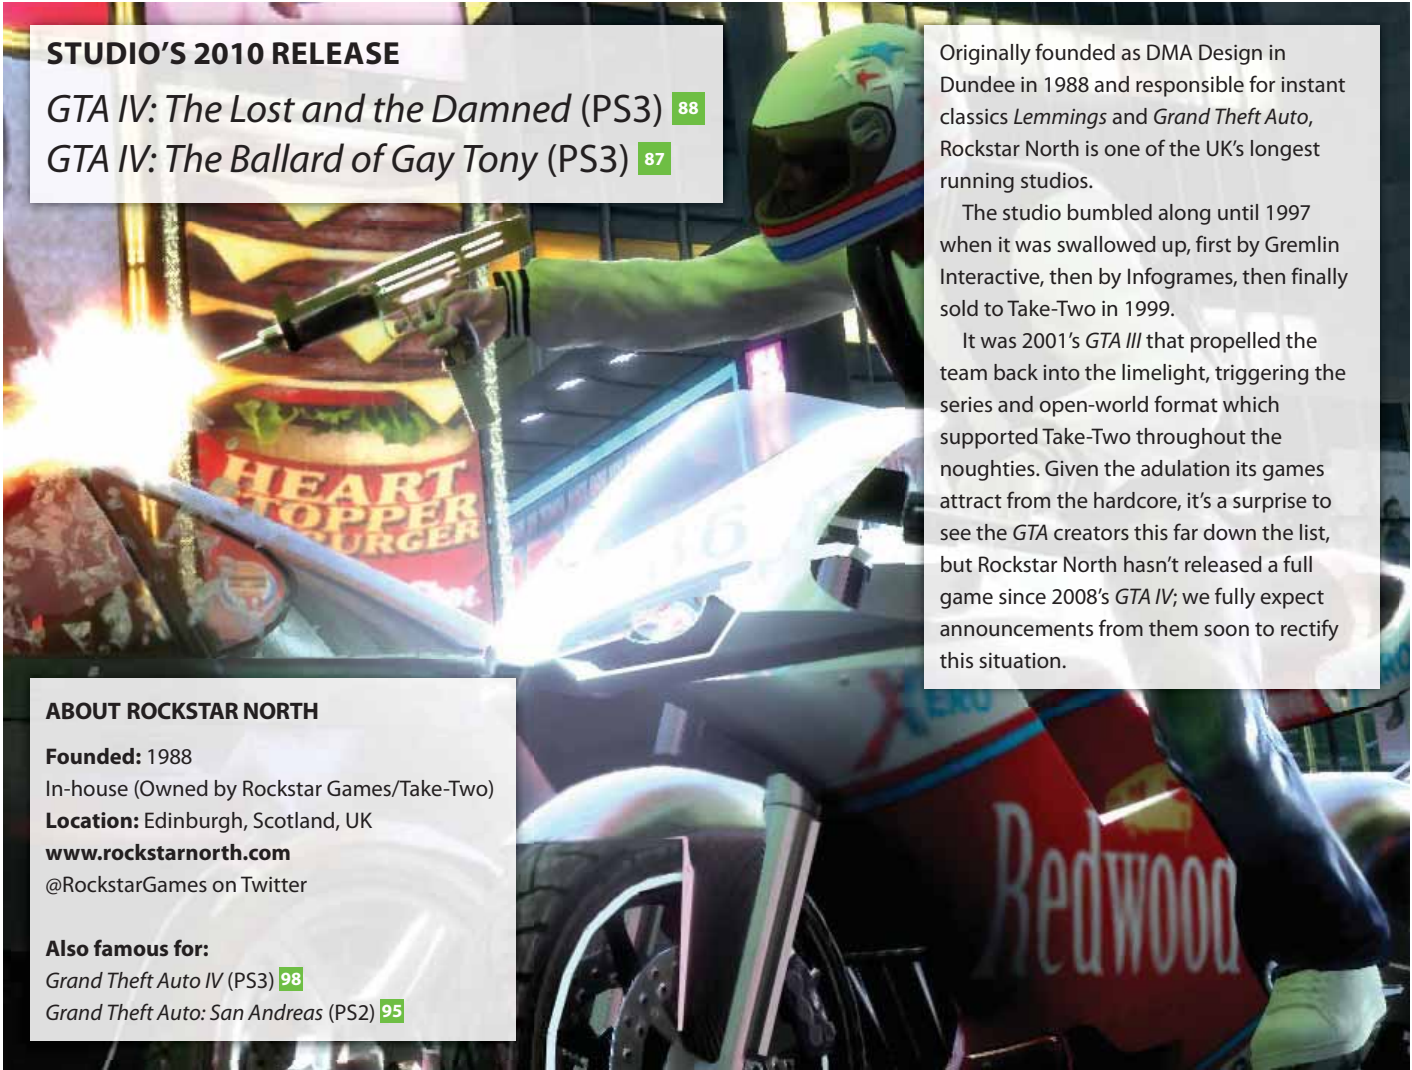 STUDIO'S 2010 RELEASE
GTA IV: The Lost and the Damned (PS3) 88
GTA IV: The Ballard of Gay Tony (PS3) 87
Originally founded as DMA Design in
Dundee in 1988 and responsible for instant
classics Lemmings and Grand Theft Auto,
Rockstar North is one of the UK's longest
running studios.
The studio bumbled along until 1997
when it was swallowed up, first by Gremlin
Interactive, then by Infogrames, then finally
sold to Take-Two in 1999.
It was 2001's GTA III that propelled the
team back into the limelight, triggering the
series and open-world format which
supported Take-Two throughout the
noughties. Given the adulation its games
attract from the hardcore, it's a surprise to
see the GTA creators this far down the list,
but Rockstar North hasn't released a full
game since 2008's GTA IV; we fully expect
announcements from them soon to rectify
this situation.
HEART
STOPPER
BURGER
ABOUT ROCKSTAR NORTH
Founded: 1988
In-house (Owned by Rockstar Games/Take-Two)
Location: Edinburgh, Scotland, UK
www.rockstarnorth.com
@RockstarGames on Twitter
Also famous for:
Grand Theft Auto IV (PS3) 98
Grand Theft Auto: San Andreas (PS2) 95
XERO
Redwood